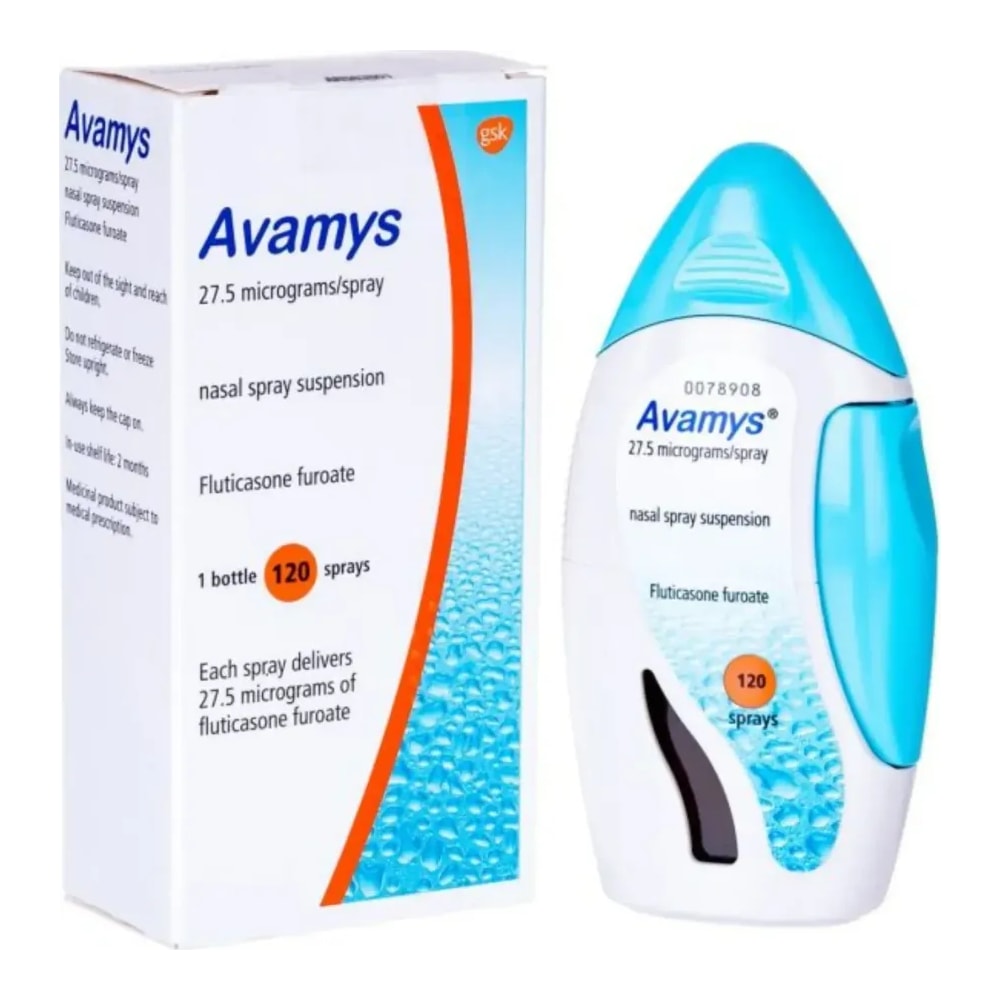 Avamys
27.5 micrograms/spray
nasal spray suspension
Fluticasone furoate
Keep out of the sight and reach
of children.
Do not refrigerate or freeze
Store upright.
Always keep the cap on.
In-use shelf life: 2 months
Medicinal product subject to
medical prescription.
gsk
Avamys
27.5 micrograms/spray
nasal spray suspension
Fluticasone furoate
1 bottle 120 sprays
Each spray delivers
27.5 micrograms of
fluticasone furoate
0078908
Avamys®
27.5 micrograms/spray
nasal spray suspension
Fluticasone furoate
120
sprays